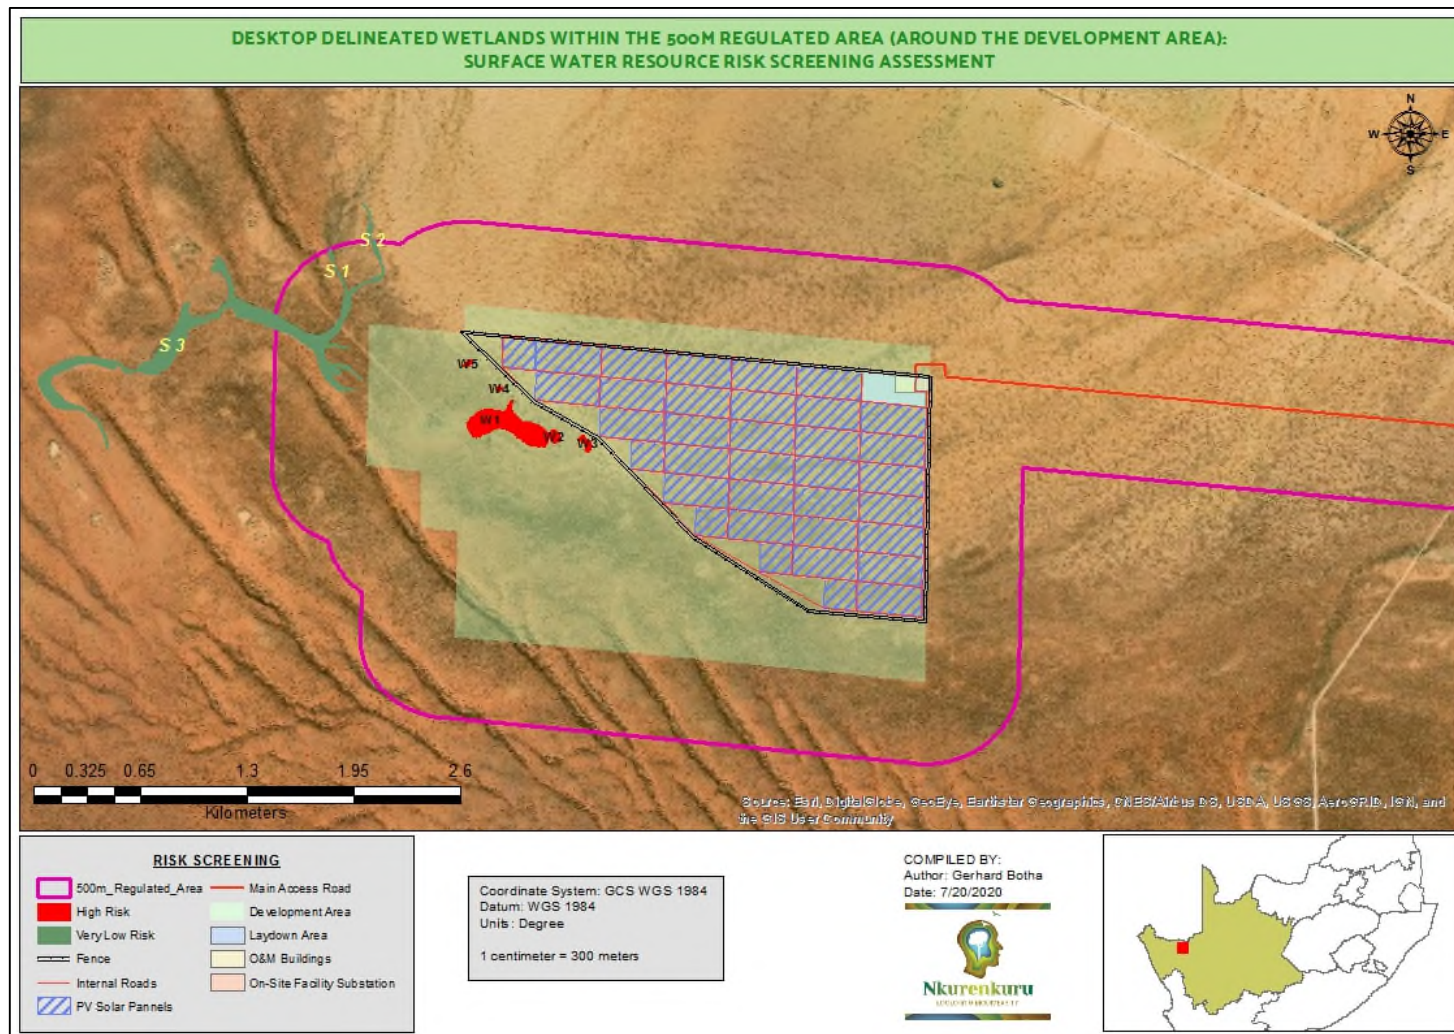 DESKTOP DELINEATED WETLANDS WITHIN THE 500M REGULATED AREA (AROUND THE DEVELOPMENT AREA):
SURFACE WATER RESOURCE RISK SCREENING ASSESSMENT
N
W E
S
S 2
S 1
S 3
W5
W4
W1
W2
W3
0 0.325 0.65 1.3 1.95 2.6
Kilometers
Source: Esri, DigitalGlobe, GeoEye, Earthstar Geographics, CNES/Airbus DS, USDA, USGS, AeroGRID, IGN, and
the GIS User Community
RISK SCREENING
500m_Regulated_Area
Main Access Road
High Risk
Development Area
Very Low Risk
Laydown Area
Fence
O&M Buildings
Internal Roads
On-Site Facility Substation
PV Solar Pannels
Coordinate System: GCS WGS 1984
Datum: WGS 1984
Units: Degree
1 centimeter = 300 meters
COMPILED BY:
Author: Gerhard Botha
Date: 7/20/2020
Nkurenkuru